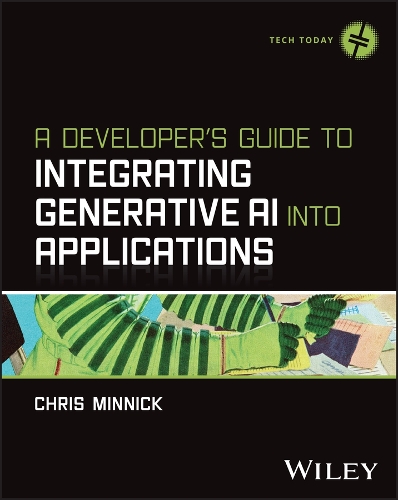 TECH TODAY
A DEVELOPER'S GUIDE TO
INTEGRATING
GENERATIVE AI INTO
APPLICATIONS
CHRIS MINNICK
WILEY